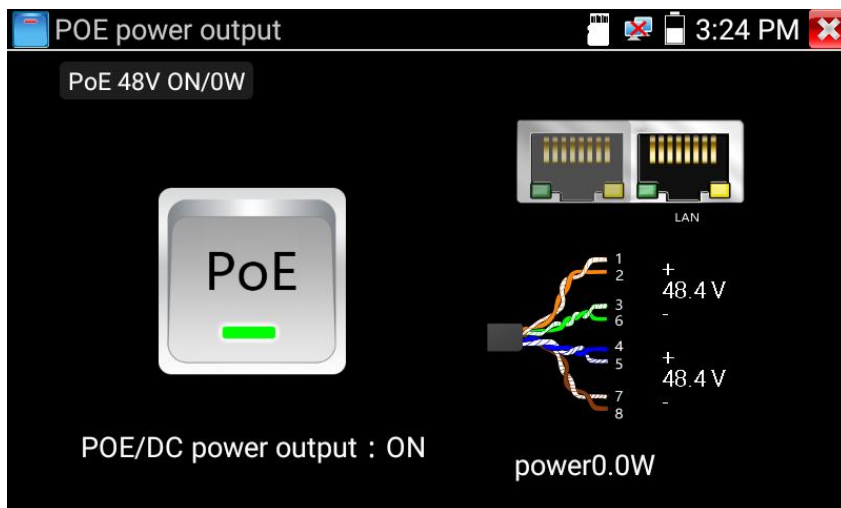 POE power output
3:24 PM
PoE 48V ON/0W
PoE
POE/DC power output : ON
LAN
1
2
+
48.4 V
3
6
-
4
5
+
48.4 V
7
8
-
power0.0W